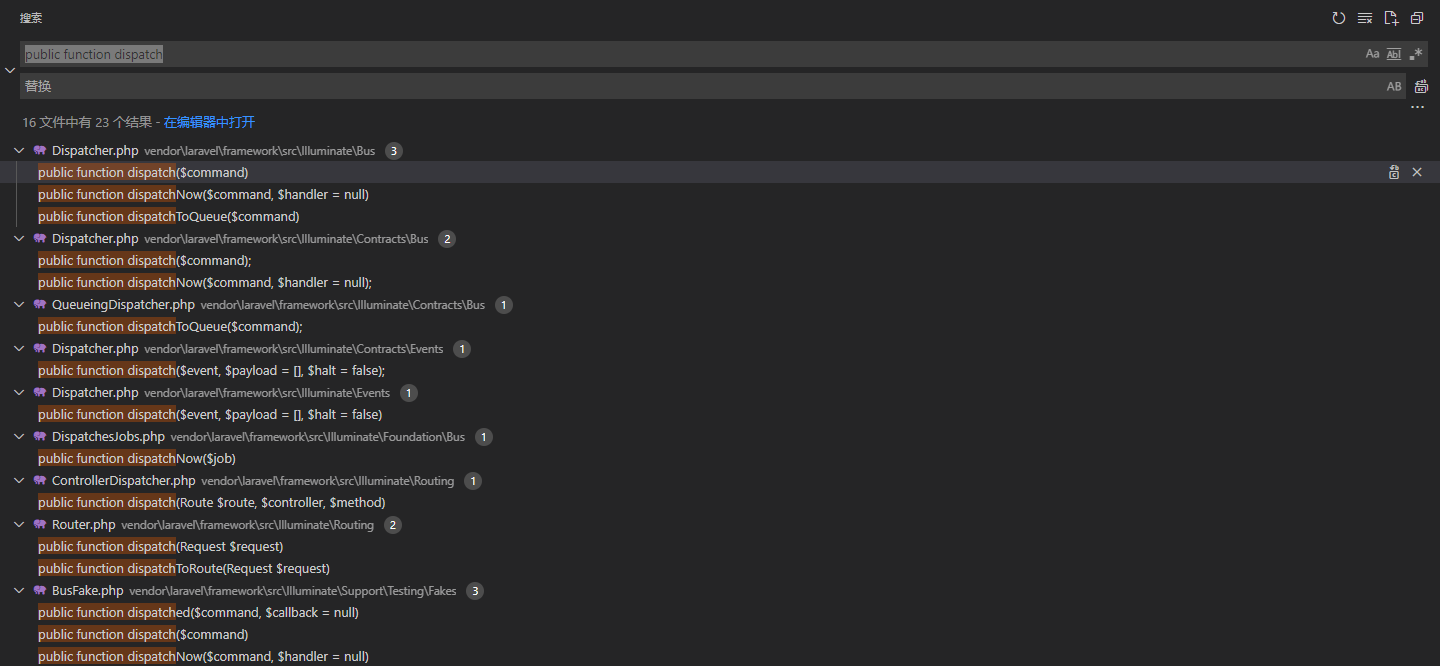 搜索
public function dispatch
Aa Abl .*
替换
AB
16 文件中有 23 个结果 - 在编辑器中打开
Dispatcher.php vendor\laravel\framework\src\Illuminate\Bus 3
public function dispatch($command)
public function dispatchNow($command, $handler = null)
public function dispatchToQueue($command)
Dispatcher.php vendor\laravel\framework\src\Illuminate\Contracts\Bus 2
public function dispatch($command);
public function dispatchNow($command, $handler = null);
QueueingDispatcher.php vendor\laravel\framework\src\Illuminate\Contracts\Bus 1
public function dispatchToQueue($command);
Dispatcher.php vendor\laravel\framework\src\Illuminate\Contracts\Events 1
public function dispatch($event, $payload = [], $halt = false);
Dispatcher.php vendor\laravel\framework\src\Illuminate\Events 1
public function dispatch($event, $payload = [], $halt = false)
DispatchesJobs.php vendor\laravel\framework\src\Illuminate\Foundation\Bus 1
public function dispatchNow($job)
ControllerDispatcher.php vendor\laravel\framework\src\Illuminate\Routing 1
public function dispatch(Route $route, $controller, $method)
Router.php vendor\laravel\framework\src\Illuminate\Routing 2
public function dispatch(Request $request)
public function dispatchToRoute(Request $request)
BusFake.php vendor\laravel\framework\src\Illuminate\Support\Testing\Fakes 3
public function dispatched($command, $callback = null)
public function dispatch($command)
public function dispatchNow($command, $handler = null)